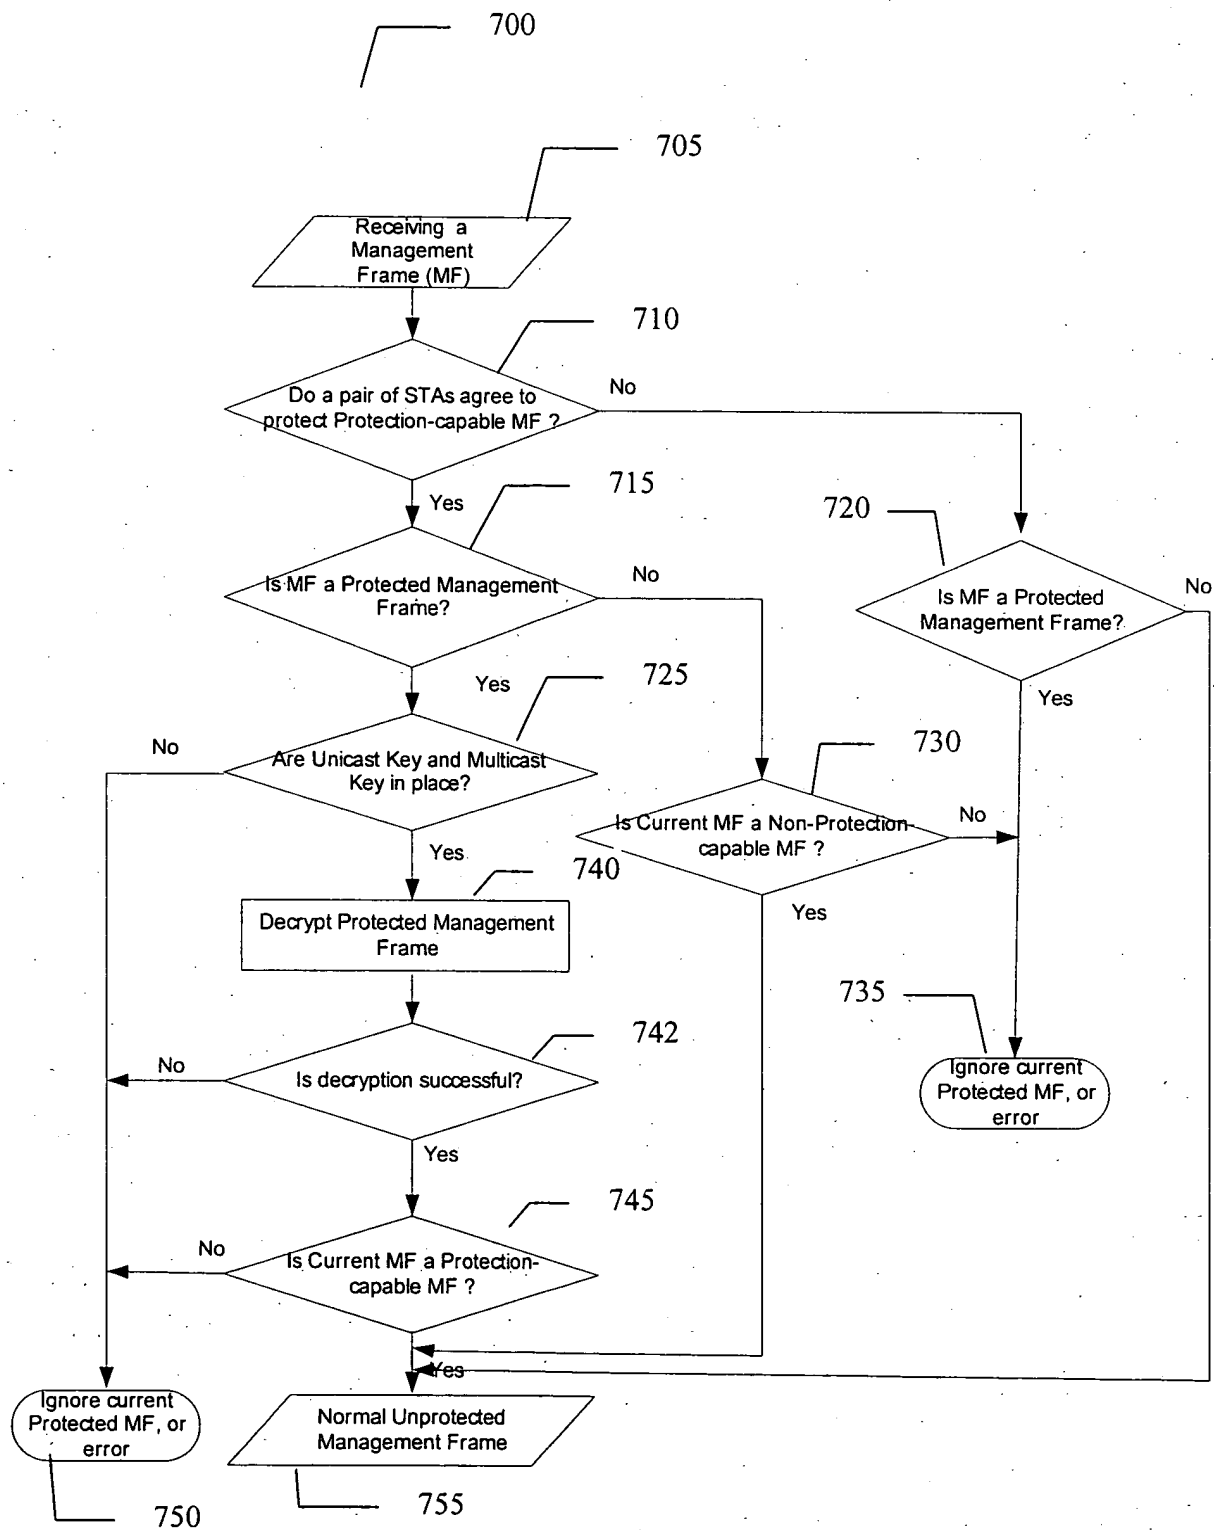 700
705
Receiving a
Management
Frame (MF)
710
Do a pair of STAs agree to
protect Protection-capable MF ?
No
Yes
715
720
Is MF a Protected Management
Frame?
No
Is MF a Protected
Management Frame?
No
Yes
725
Yes
No
Are Unicast Key and Multicast
Key in place?
730
Is Current MF a Non-Protection-
capable MF ?
No
Yes
740
Yes
Decrypt Protected Management
Frame
735
742
No
Is decryption successful?
Ignore current
Protected MF, or
error
Yes
745
No
Is Current MF a Protection-
capable MF ?
Yes
Ignore current
Protected MF, or
error
Normal Unprotected
Management Frame
750
755